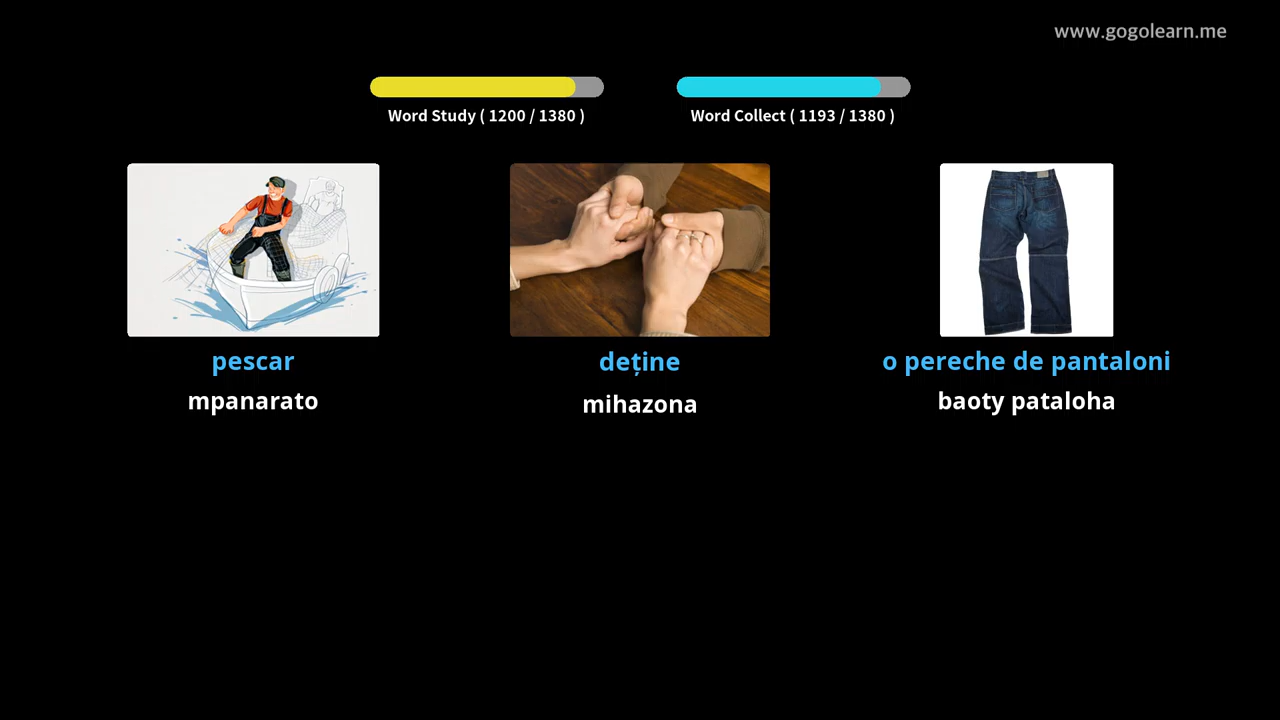 www.gogolearn.me
Word Study ( 1200 / 1380 )
Word Collect ( 1193 / 1380 )
pescar
mpanarato
deține
mihazona
o pereche de pantaloni
baoty pataloha